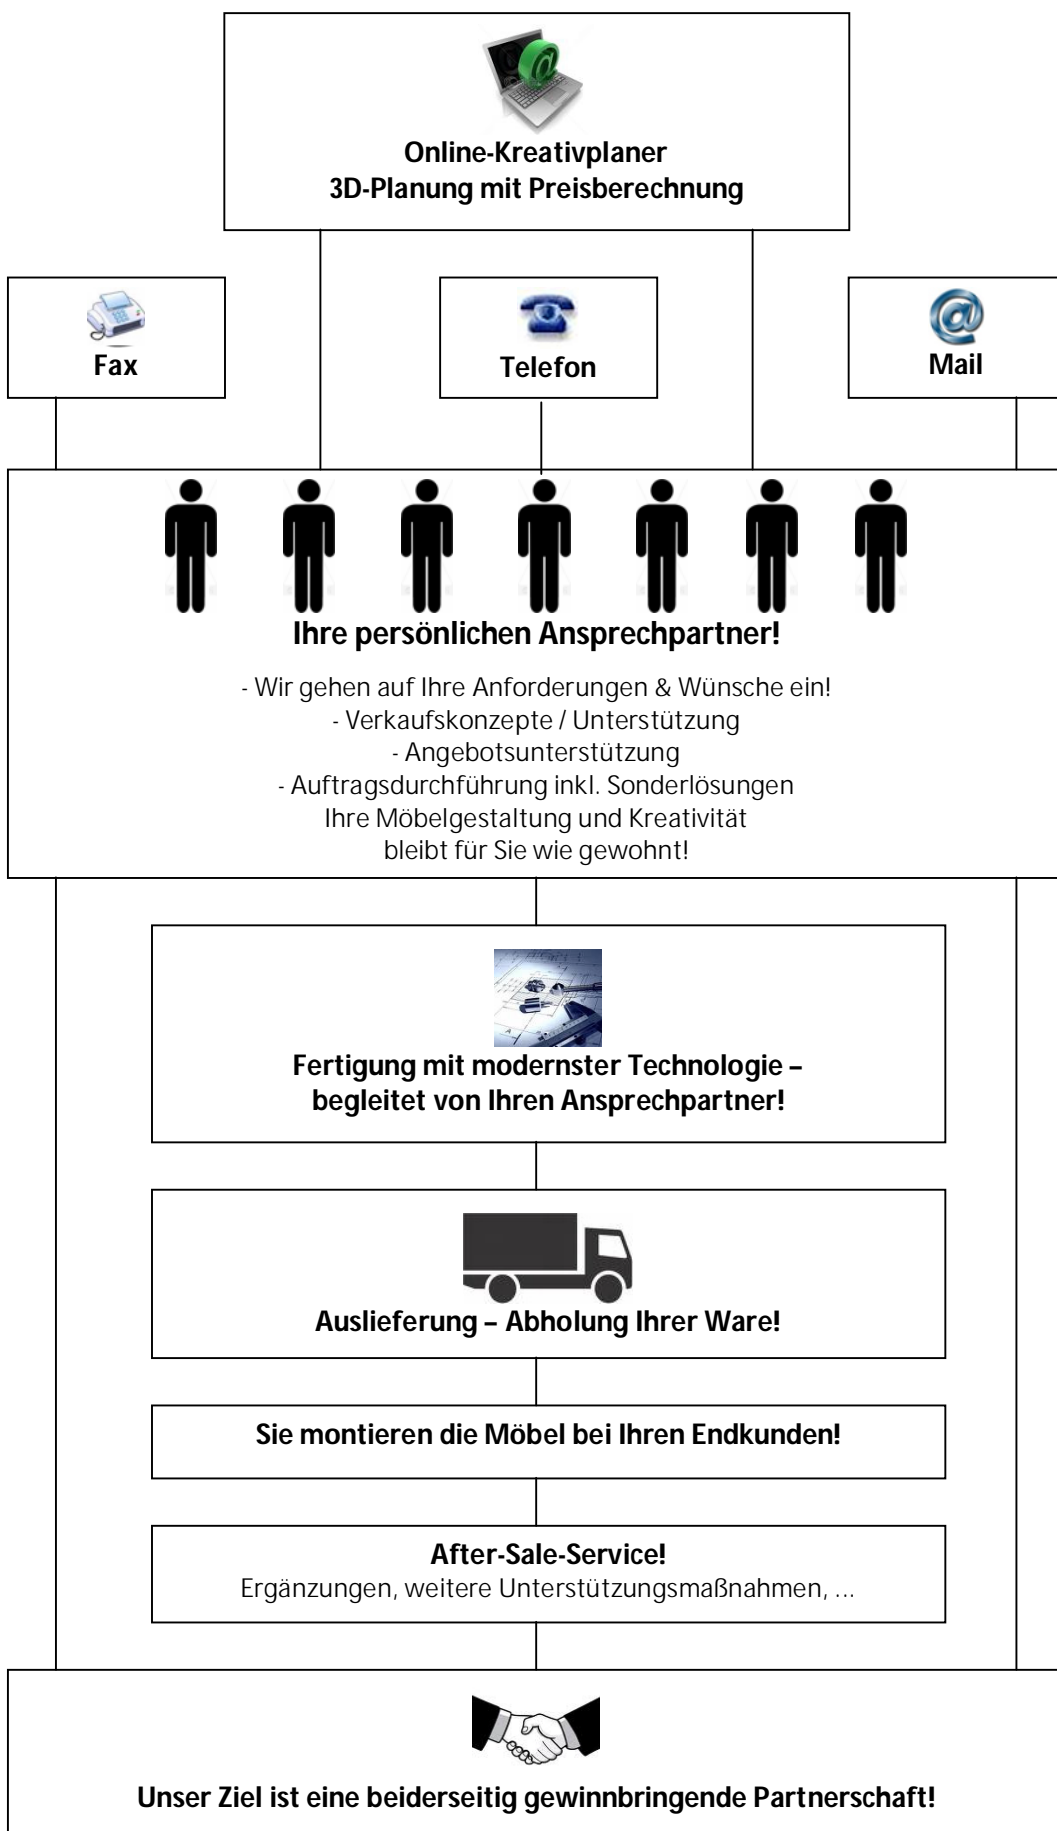 Online-Kreativplaner
3D-Planung mit Preisberechnung
Fax
Telefon
Mail
Ihre persönlichen Ansprechpartner!
- Wir gehen auf Ihre Anforderungen & Wünsche ein!
- Verkaufskonzepte / Unterstützung
- Angebotsunterstützung
- Auftragsdurchführung inkl. Sonderlösungen
Ihre Möbelgestaltung und Kreativität
bleibt für Sie wie gewohnt!
Fertigung mit modernster Technologie –
begleitet von Ihren Ansprechpartner!
Auslieferung – Abholung Ihrer Ware!
Sie montieren die Möbel bei Ihren Endkunden!
After-Sale-Service!
Ergänzungen, weitere Unterstützungsmaßnahmen, ...
Unser Ziel ist eine beiderseitig gewinnbringende Partnerschaft!